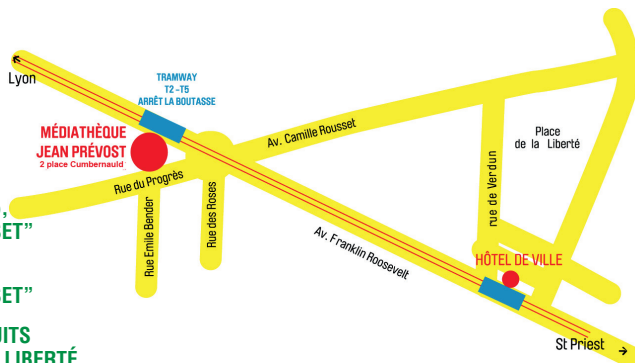 Lyon
TRAMWAY
T2 -T5
ARRÊT LA BOUTASSE
MÉDIATHÈQUE
JEAN PRÉVOST
2 place Cumbernauld
Rue du Progrès
Av. Camille Rousset
Place
de la Liberté
rue de Verdun
Rue Emile Bender
Rue des Roses
Av. Franklin Roosevelt
HÔTEL DE VILLE
St Priest
LIBERTÉ